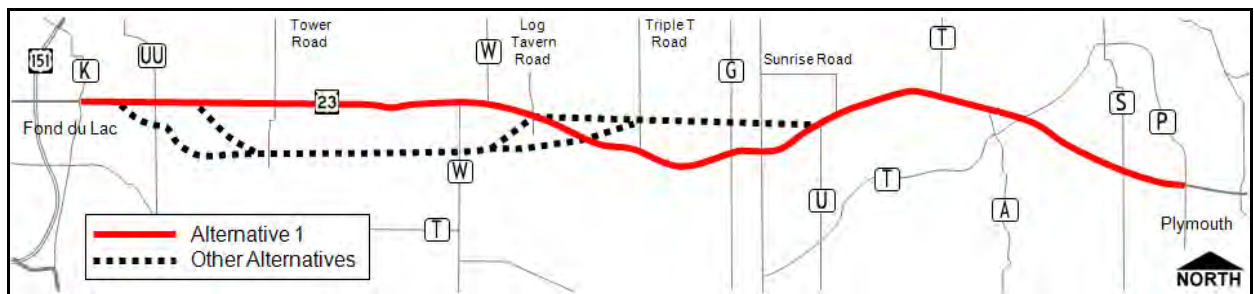 Tower
Road
W
Log
Tavern
Road
Triple T
Road
T
151
K
UU
G
Sunrise Road
23
S
P
Fond du Lac
W
U
T
A
T
Plymouth
Alternative 1
Other Alternatives
NORTH